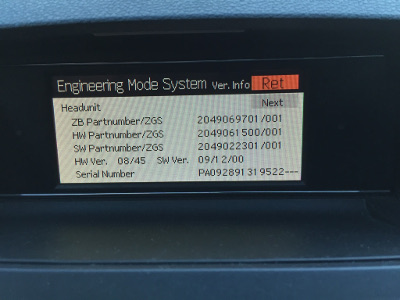 Engineering Mode System Ver. Info Ret
Next
Headunit
ZB Partnumber/ZGS 2049069701/001
HW Partnumber/ZGS 2049061500/001
SW Partnumber/ZGS 2049022301/001
HW Ver. 08/45 SW Ver. 09/12/00
Serial Number PA092891319522---